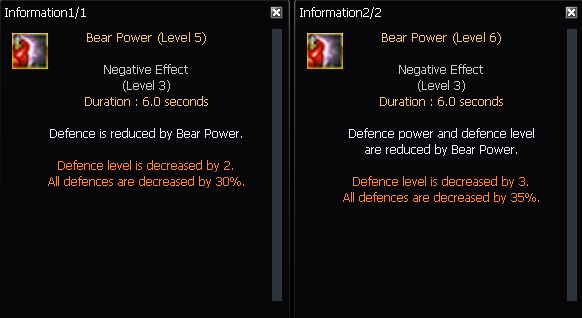 Information1/1
Bear Power (Level 5)
Negative Effect
(Level 3)
Duration : 6.0 seconds
Defence is reduced by Bear Power.
Defence level is decreased by 2.
All defences are decreased by 30%.
Information2/2
Bear Power (Level 6)
Negative Effect
(Level 3)
Duration : 6.0 seconds
Defence power and defence level
are reduced by Bear Power.
Defence level is decreased by 3.
All defences are decreased by 35%.